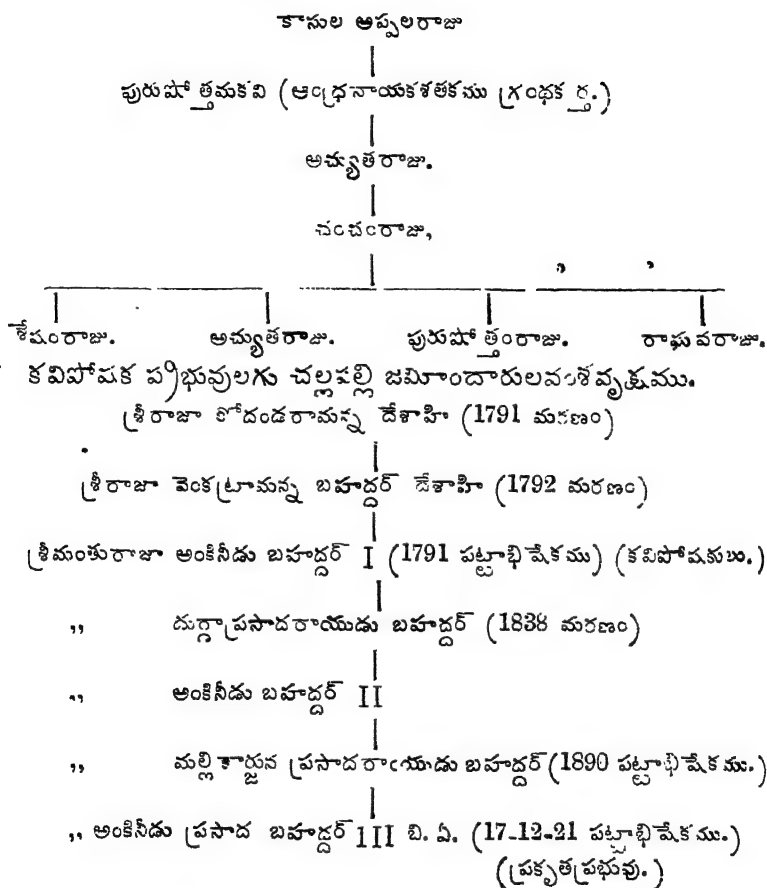 కాసుల అప్పలరాజు
పురుషోత్తమకవి (ఆంధ్రనాయకశతకము గ్రంథకర్త.)
అచ్యుతరాజు.
చంచంరాజు,
శేషంరాజు. అచ్యుతరాజు. పురుషోత్తంరాజు. రాఘవరాజు.
కవిపోషక ప్రభువులగు చల్లపల్లి జమీందారులవంశవృక్షము.
శ్రీరాజా కోదండరామన్న దేశాహి (1791 మరణం)
శ్రీరాజా వెంకట్రామన్న బహద్దర్ దేశాహి (1792 మరణం)
శ్రీమంతురాజా అంకినీడు బహద్దర్ I (1791 పట్టాభిషేకము) (కవిపోషకులు.)
,, దుర్గాప్రసాదరాయుడు బహద్దర్ (1838 మరణం)
,, అంకినీడు బహద్దర్ II
,, మల్లికార్జున ప్రసాదరాయుడు బహద్దర్ (1890 పట్టాభిషేకము.)
,, అంకినీడు ప్రసాద బహద్దర్ III బి. ఏ. (17-12-21 పట్టాభిషేకము.)
(ప్రకృతప్రభువు.)